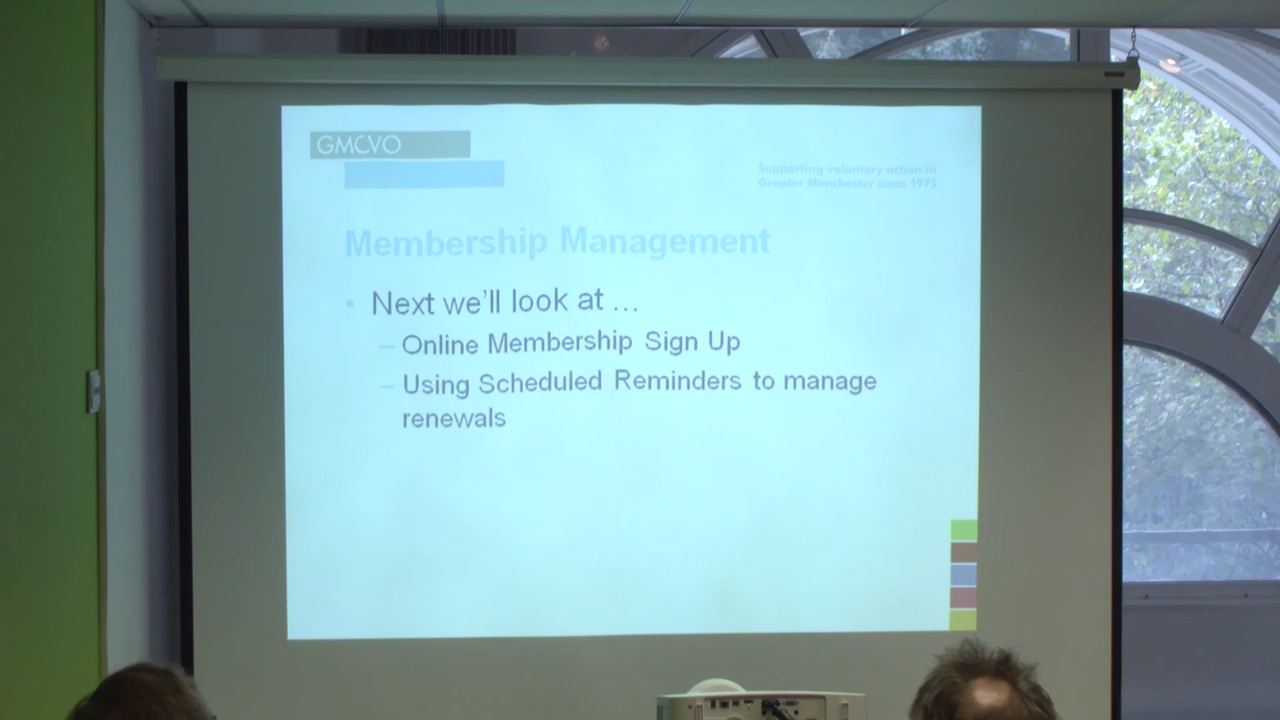 GMCVO
Supporting voluntary action in
Greater Manchester since 1975
Membership Management
• Next we'll look at ...
– Online Membership Sign Up
– Using Scheduled Reminders to manage
renewals